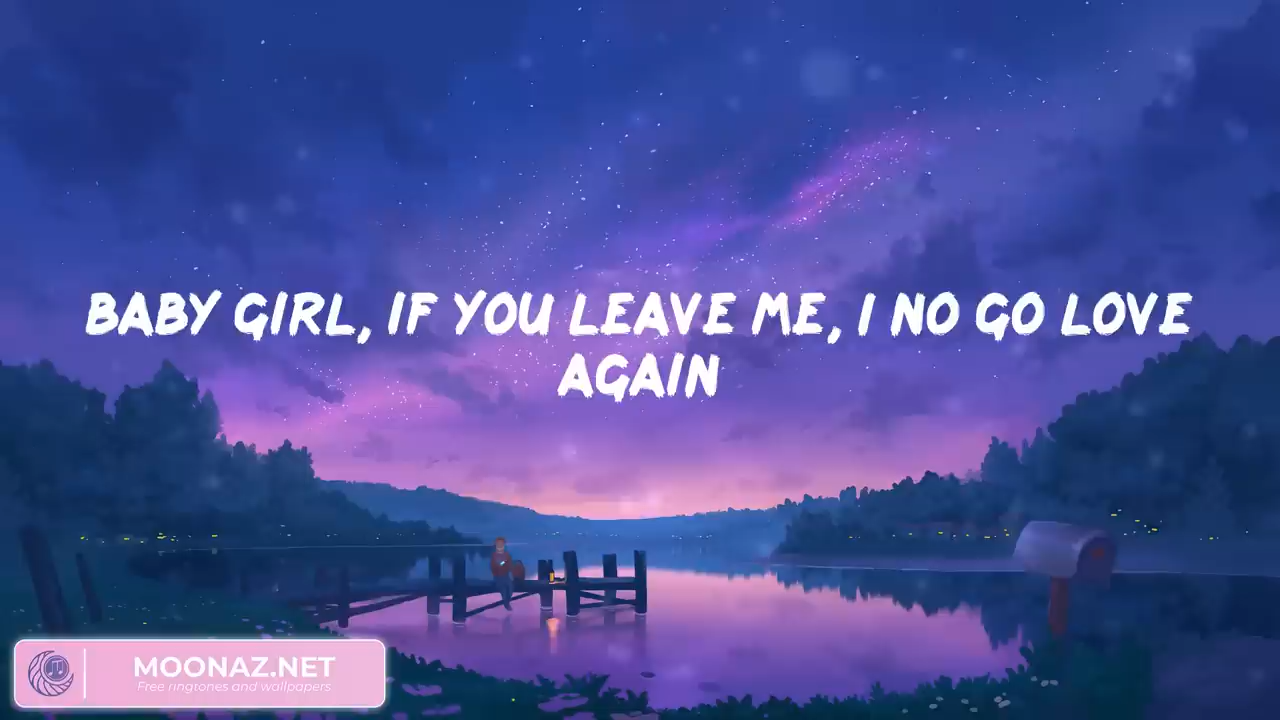 BABY GIRL, IF YOU LEAVE ME, I NO GO LOVE
AGAIN
MOONAZ.NET
Free ringtones and wallpapers